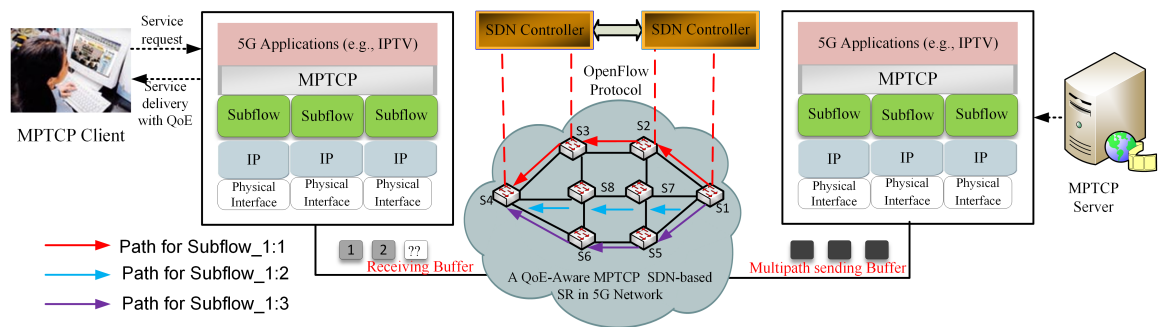 Service
request
Service
delivery
with QoE
MPTCP Client
5G Applications (e.g., IPTV)
MPTCP
Subflow
Subflow
Subflow
IP
IP
IP
Physical
Interface
Physical
Interface
Physical
Interface
SDN Controller
SDN Controller
OpenFlow
Protocol
S3
S2
S4
S8
S7
S1
S6
S5
A QoE-Aware MPTCP SDN-based
SR in 5G Network
5G Applications (e.g., IPTV)
MPTCP
Subflow
Subflow
Subflow
IP
IP
IP
Physical
Interface
Physical
Interface
Physical
Interface
MPTCP
Server
Path for Subflow_1:1
Path for Subflow_1:2
Path for Subflow_1:3
1
2
??
Receiving Buffer
Multipath sending Buffer